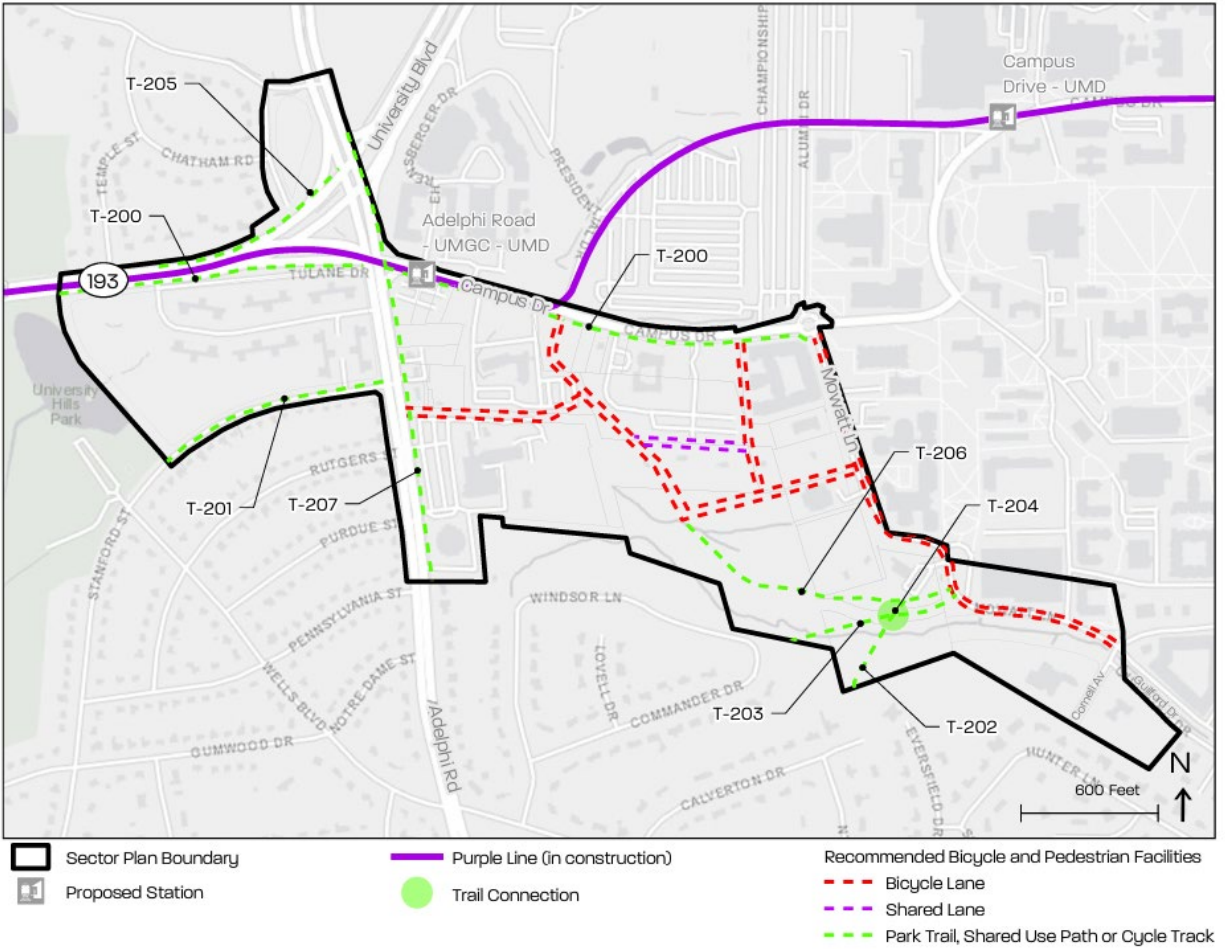 CHAMPIONSHIP
University Blvd
Campus
Drive - UMD
T-205
CAMPUS DR
ALUMNI DR
TEMPLE ST
CHATHAM RD
PRESIDENTIAL DR
T-200
Adelphi Road
- UMGC - UMD
T-200
193
TULANE DR
Campus Dr
CAMPUS DR
University
Hills
Park
Mowatt Ln
RUTGERS ST
T-206
T-201
T-207
T-204
PURDUE ST
STANFORD ST
PENNSYLVANIA ST
WINDSOR LN
WELLS BLVD
NOTRE-DAME ST
LOVELL DR
COMMANDER DR
T-203
T-202
Cornell Av
Guilford Dr
Adelphi Rd
GUMWOOD DR
EVERSFIELD DR
HUNTER LN
CALVERTON DR
N
600 Feet
Sector Plan Boundary
Proposed Station
Purple Line (in construction)
Trail Connection
Recommended Bicycle and Pedestrian Facilities
Bicycle Lane
Shared Lane
Park Trail, Shared Use Path or Cycle Track